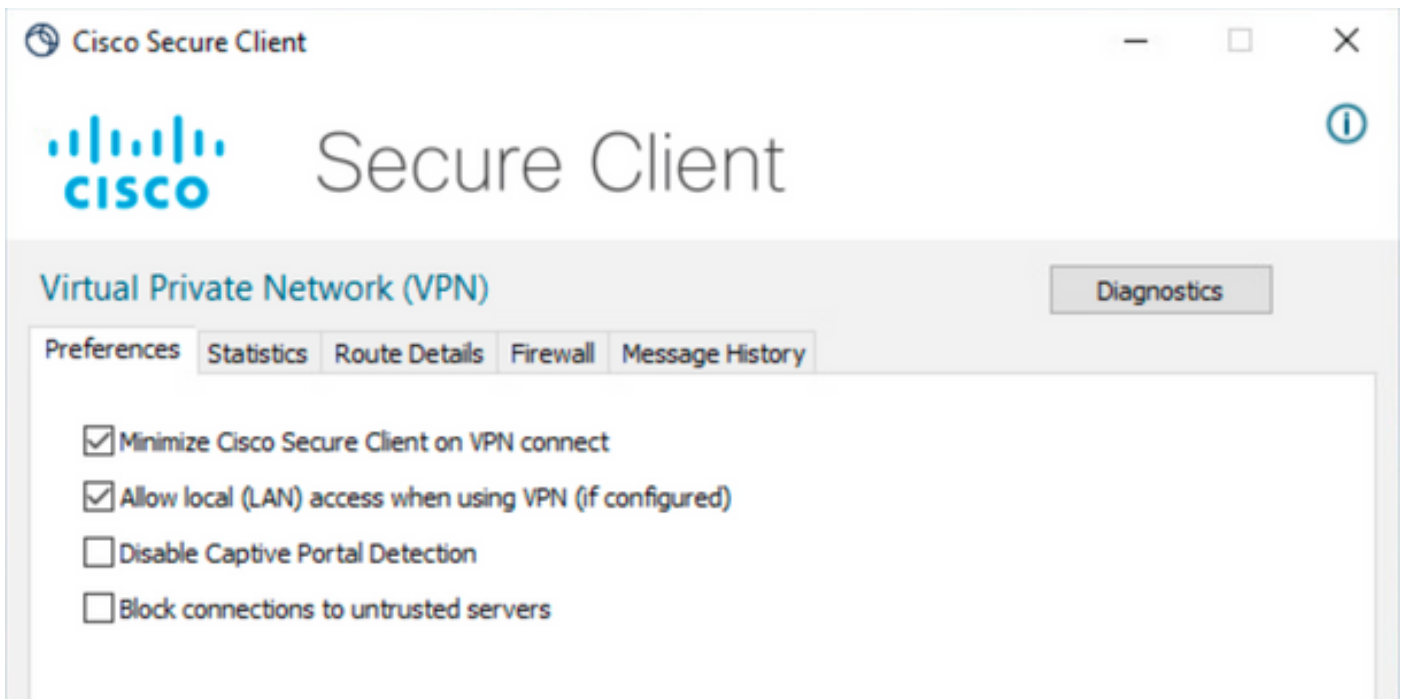 Cisco Secure Client
CISCO Secure Client
Virtual Private Network (VPN) Diagnostics
Preferences Statistics Route Details Firewall Message History
Minimize Cisco Secure Client on VPN connect
Allow local (LAN) access when using VPN (if configured)
Disable Captive Portal Detection
Block connections to untrusted servers